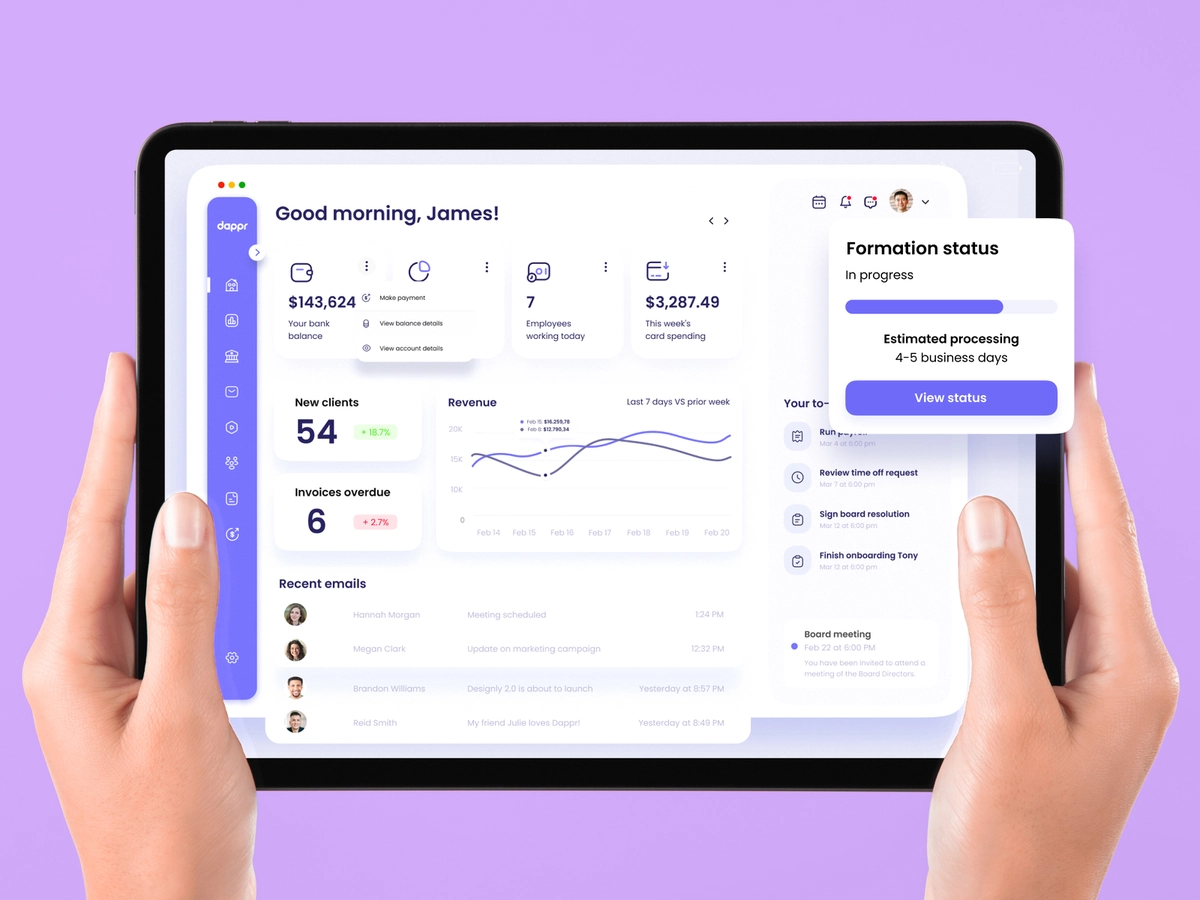 dappr
Good morning, James!
$143,624
Your bank
balance
Make payment
View balance details
View account details
7
Employees
working today
$3,287.49
This week's
card spending
Formation status
In progress
Estimated processing
4-5 business days
View status
New clients
54
+ 18.7%
Invoices overdue
6
+ 2.7%
Revenue
Last 7 days VS prior week
20K
15K
10K
0
Feb 15: $16.259,78
Feb 8: $12.790,34
Feb 14 Feb 15 Feb 16 Feb 17 Feb 18 Feb 19 Feb 20
Your to-
Run
Mar 4 at 6:00 pm
Review time off request
Mar 7 at 6:00 pm
Sign board resolution
Mar 12 at 6:00 pm
Finish onboarding Tony
Mar 12 at 6:00 pm
Recent emails
Hannah Morgan Meeting scheduled 1:24 PM
Megan Clark Update on marketing campaign 12:32 PM
Brandon Williams Designly 2.0 is about to launch Yesterday at 8:57 PM
Reid Smith My friend Julie loves Dappr! Yesterday at 8:49 PM
Board meeting
Feb 22 at 6:00 PM
You have been invited to attend a
meeting of the Board Directors.